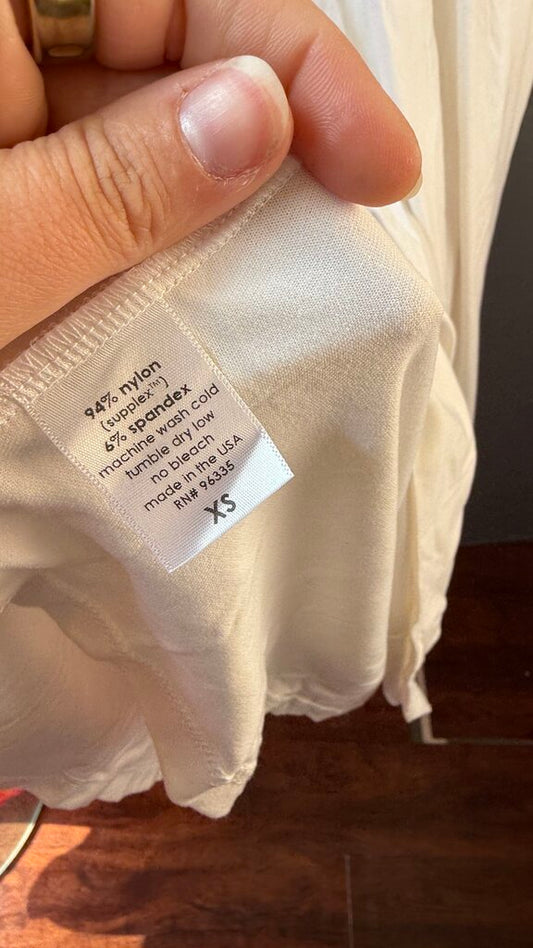 94% nylon
(supplex™)
6% spandex
machine wash cold
tumble dry low
no bleach
made in the USA
RN# 96335
XS